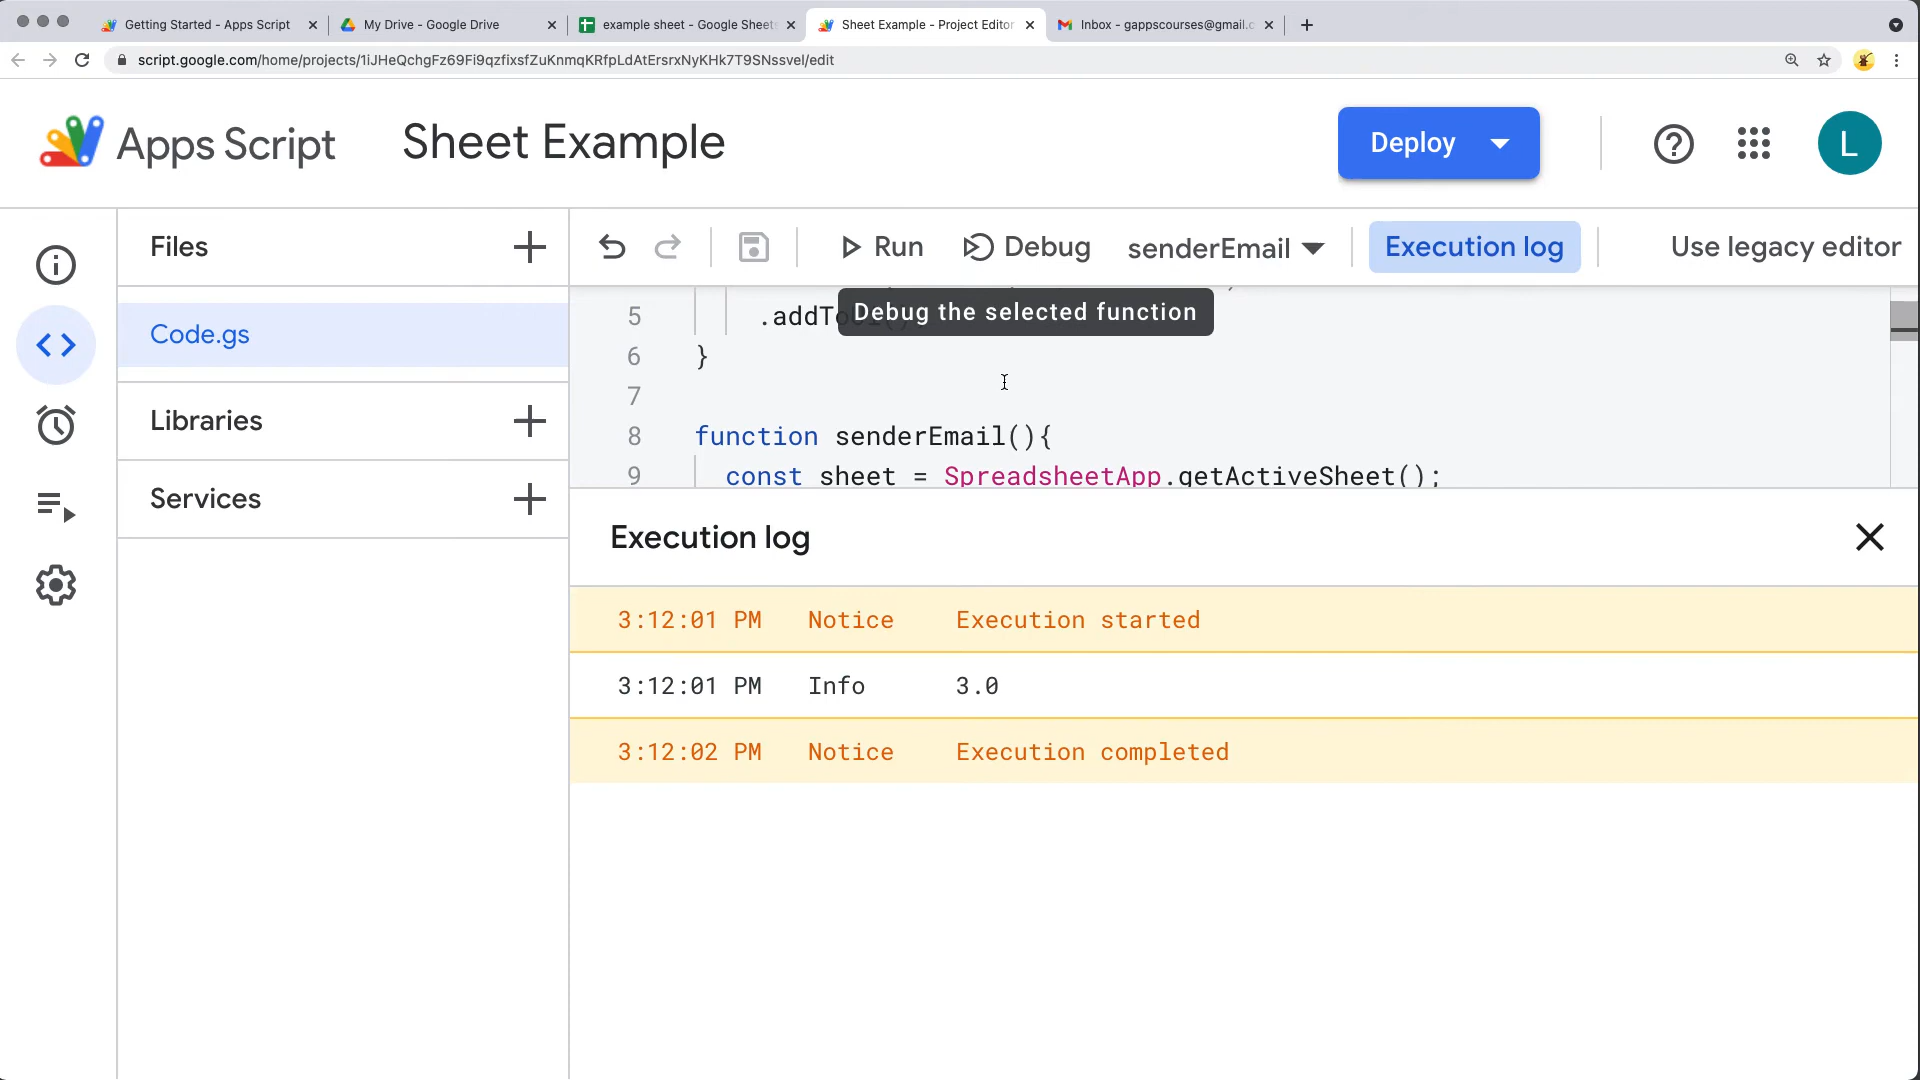 Getting Started - Apps Script
My Drive - Google Drive
example sheet - Google Sheets
Sheet Example - Project Editor
Inbox - gappscourses@gmail.c
script.google.com/home/projects/1iJHeQchgFz69Fi9qzfixsfZuKnmqKRfpLdAtErsrxNyKHk7T9SNssvel/edit
Apps Script
Sheet Example
Deploy
L
Files
Run
Debug
senderEmail
Execution log
Use legacy editor
Code.gs
Libraries
Services
Debug the selected function
5 .addT
6 }
7
8 function senderEmail(){
9 const sheet = SpreadsheetApp.getActiveSheet();
Execution log
3:12:01 PM Notice Execution started
3:12:01 PM Info 3.0
3:12:02 PM Notice Execution completed